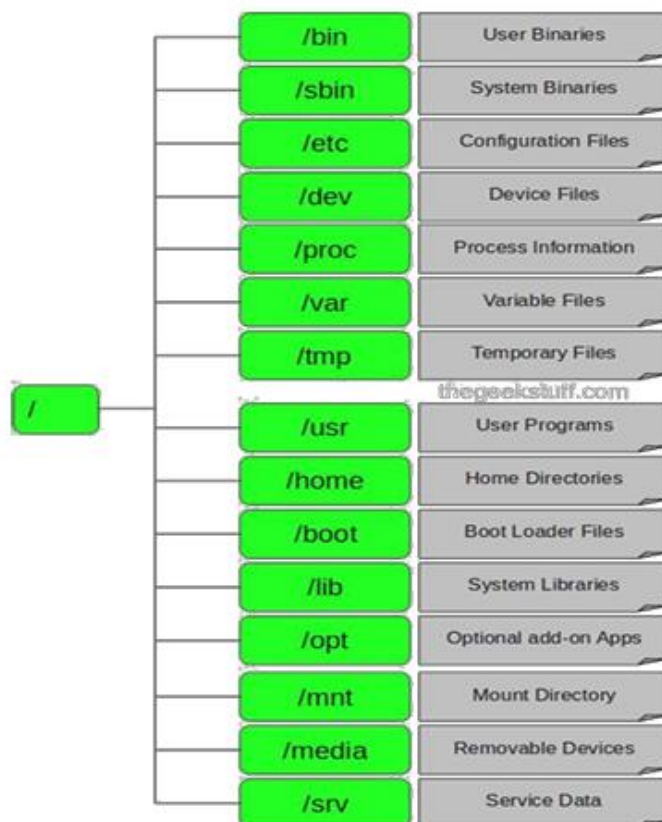 /bin User Binaries
/sbin System Binaries
/etc Configuration Files
/dev Device Files
/proc Process Information
/var Variable Files
/tmp Temporary Files
thegeekstuff.com
/
/usr User Programs
/home Home Directories
/boot Boot Loader Files
/lib System Libraries
/opt Optional add-on Apps
/mnt Mount Directory
/media Removable Devices
/srv Service Data